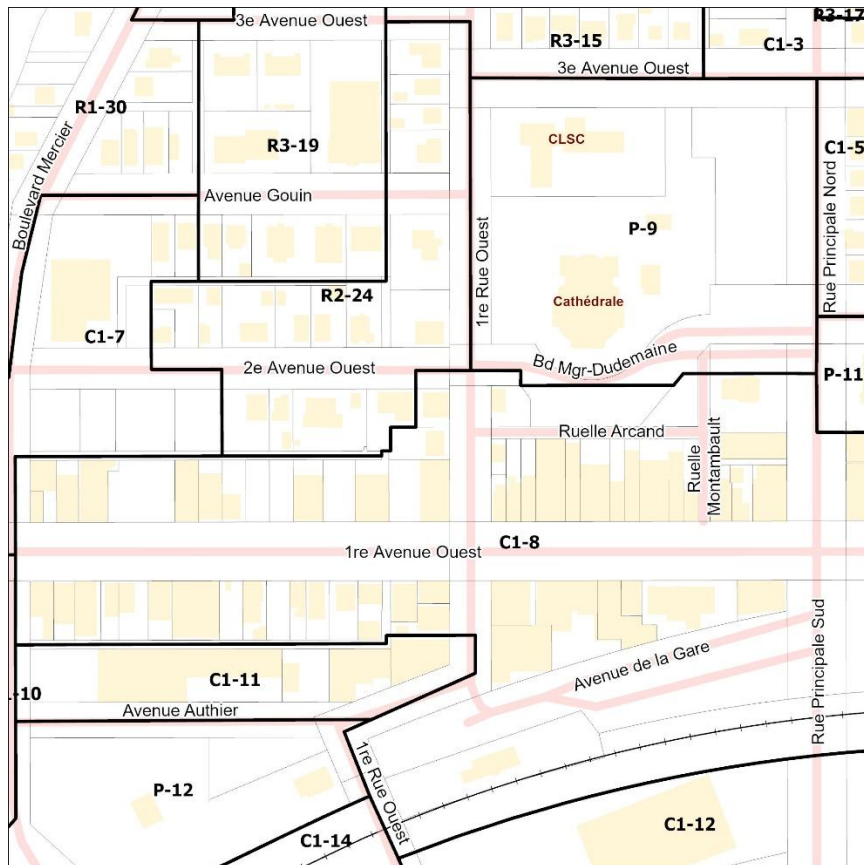 3e Avenue Ouest
R3-15
R3-17
C1-3
3e Avenue Ouest
R1-30
R3-19
CLSC
C1-5
Boulevard Mercier
Avenue Gouin
Rue Principale Nord
1re Rue Ouest
P-9
R2-24
Cathédrale
C1-7
2e Avenue Ouest
Bd Mgr-Dudemaine
P-11
Ruelle Arcand
Ruelle
Montambault
1re Avenue Ouest
C1-8
Avenue de la Gare
Rue Principale Sud
C1-11
-10
Avenue Authier
1re Rue Ouest
P-12
C1-14
C1-12